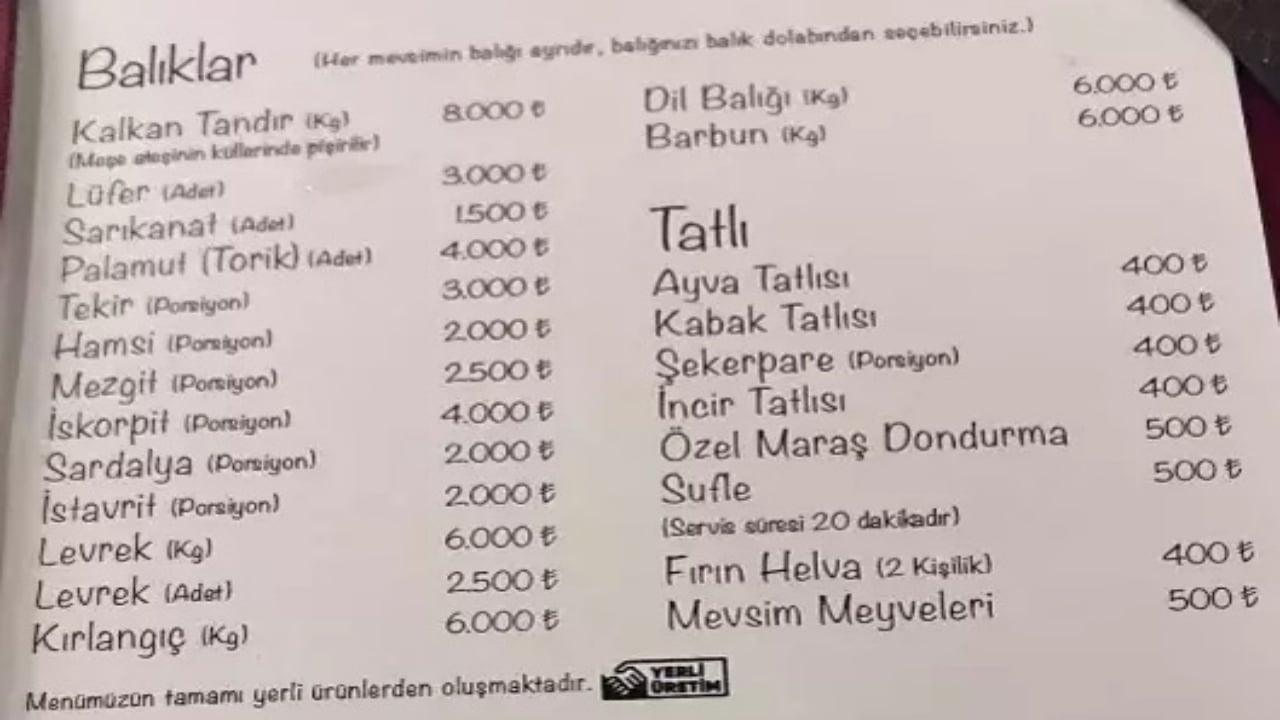 Balıklar (Her mevsimin balığı ayrıdır, balığınızı balık dolabından seçebilirsiniz.)
Kalkan Tandır (Kg) 8.000 ₺
(Meşe ateşinin küllerinde pişirilir)
Lüfer (Adet) 3.000 ₺
Sarıkanat (Adet) 1.500 ₺
Palamut (Torik) (Adet) 4.000 ₺
Tekir (Porsiyon) 3.000 ₺
Hamsi (Porsiyon) 2.000 ₺
Mezgit (Porsiyon) 2.500 ₺
İskorpit (Porsiyon) 4.000 ₺
Sardalya (Porsiyon) 2.000 ₺
İstavrit (Porsiyon) 2.000 ₺
Levrek (Kg) 6.000 ₺
Levrek (Adet) 2.500 ₺
Kırlangıç (Kg) 6.000 ₺
Dil Balığı (Kg) 6.000 ₺
Barbun (Kg) 6.000 ₺
Tatlı
Ayva Tatlısı 400 ₺
Kabak Tatlısı 400 ₺
Şekerpare (Porsiyon) 400 ₺
İncir Tatlısı 400 ₺
Özel Maraş Dondurma 500 ₺
Sufle 500 ₺
(Servis süresi 20 dakikadır)
Fırın Helva (2 Kişilik) 400 ₺
Mevsim Meyveleri 500 ₺
Menümüzün tamamı yerli ürünlerden oluşmaktadır.
YERLİ
ÜRETİM